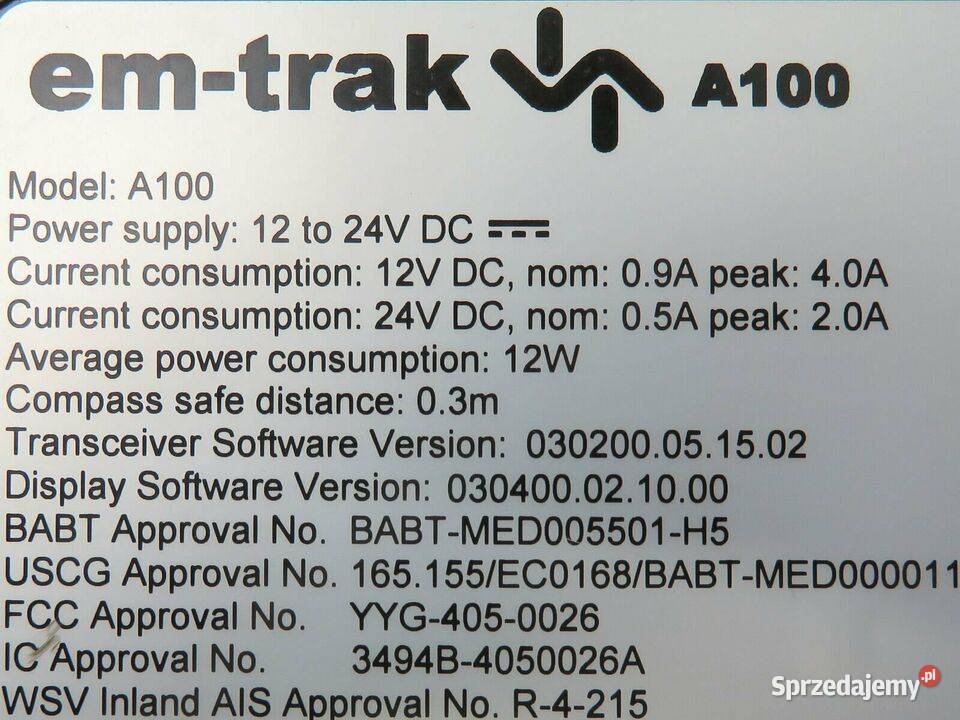 em-trak A100
Model: A100
Power supply: 12 to 24V DC
Current consumption: 12V DC, nom: 0.9A peak: 4.0A
Current consumption: 24V DC, nom: 0.5A peak: 2.0A
Average power consumption: 12W
Compass safe distance: 0.3m
Transceiver Software Version: 030200.05.15.02
Display Software Version: 030400.02.10.00
BABT Approval No. BABT-MED005501-H5
USCG Approval No. 165.155/EC0168/BABT-MED000011
FCC Approval No. YYG-405-0026
IC Approval No. 3494B-4050026A
WSV Inland AIS Approval No. R-4-215
Sprzedajemy.pl